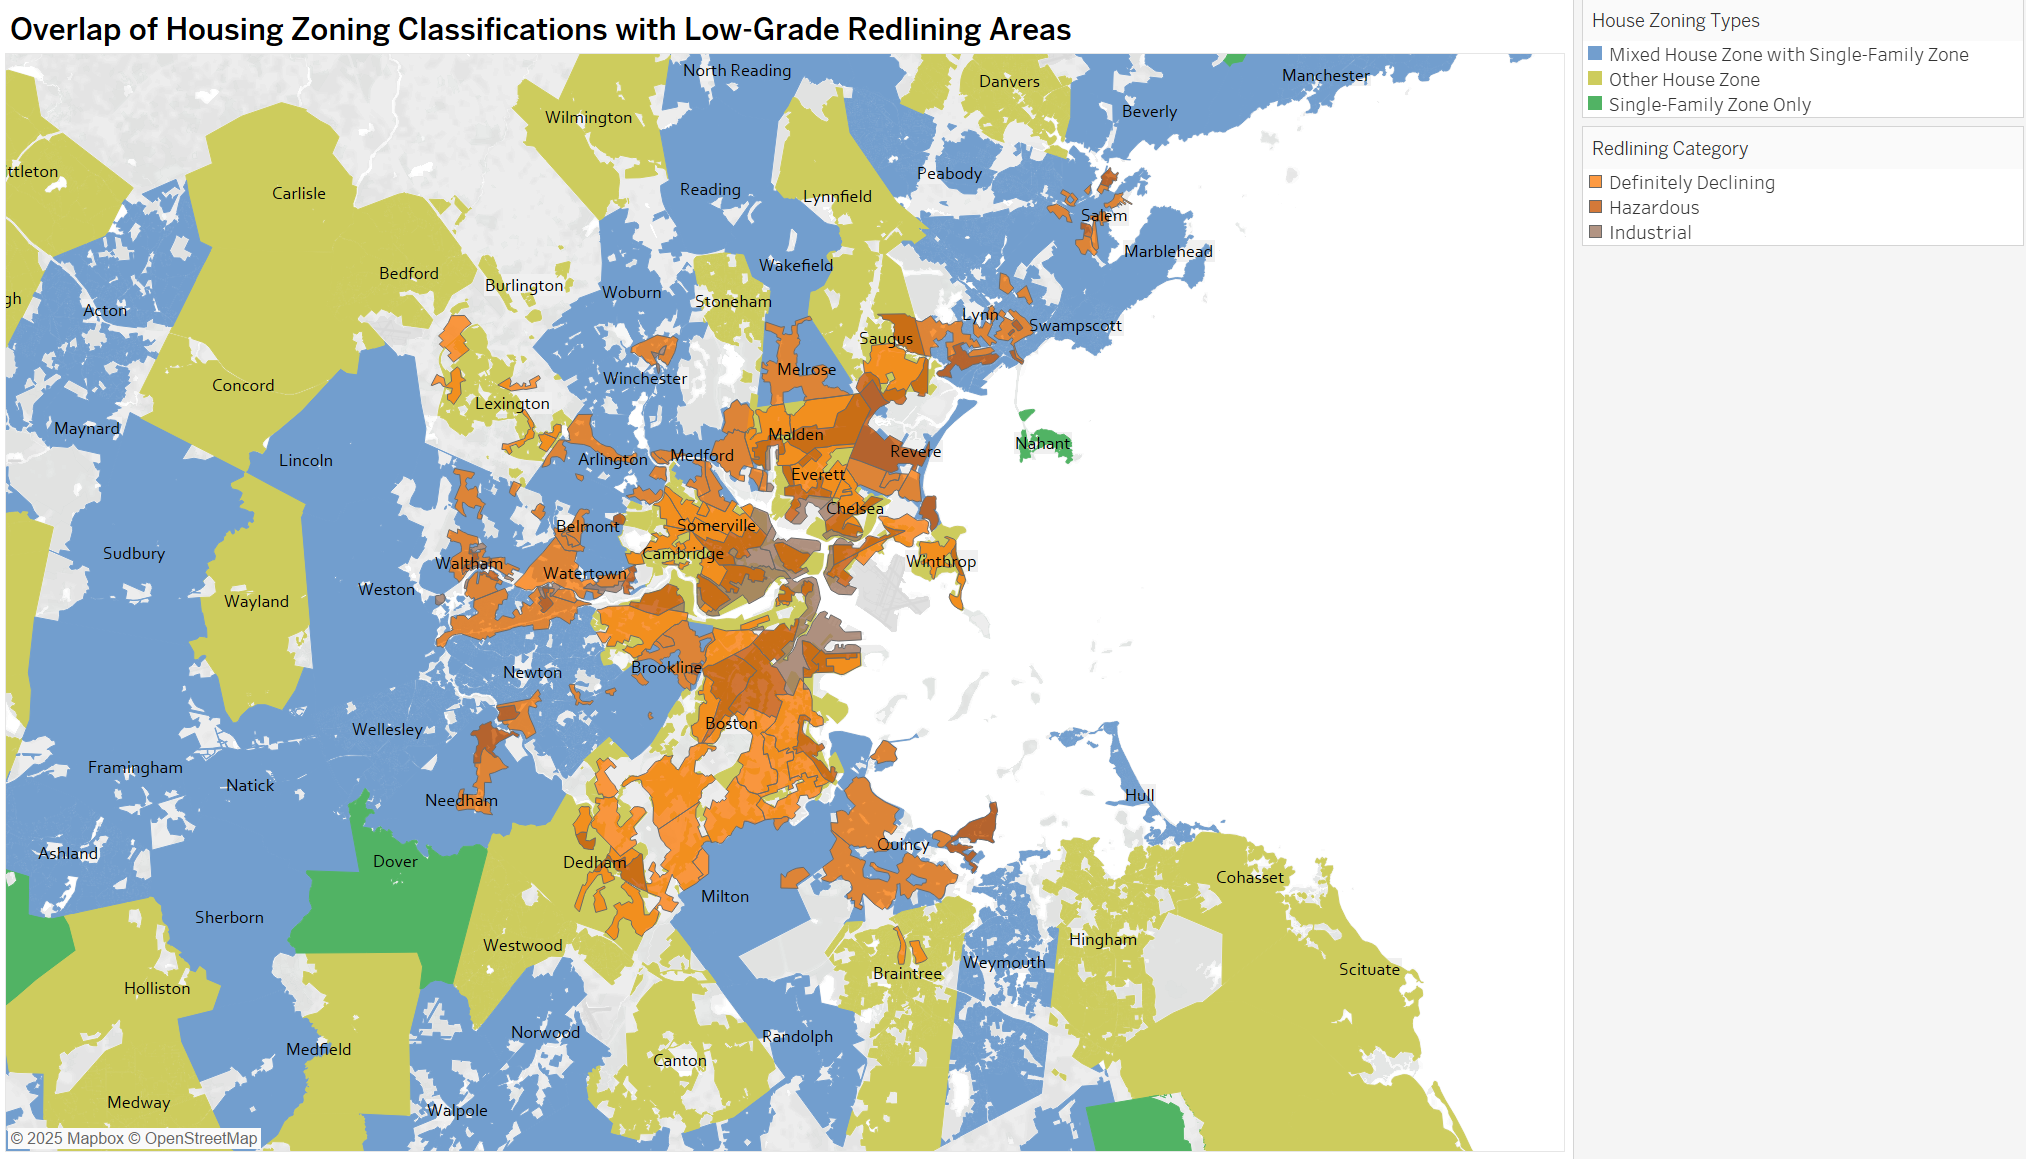 Overlap of Housing Zoning Classifications with Low-Grade Redlining Areas
House Zoning Types
Mixed House Zone with Single-Family Zone
Other House Zone
Single-Family Zone Only
Redlining Category
Definitely Declining
Hazardous
Industrial
North Reading
Manchester
Danvers
Beverly
Wilmington
ttleton
Peabody
Reading
Carlisle
Lynnfield
Salem
Marblehead
Wakefield
Bedford
Burlington
Woburn
gh
Stoneham
Acton
Lynn
Swampscott
Saugus
Melrose
Winchester
Concord
Lexington
Maynard
Malden
Nahant
Revere
Medford
Arlington
Lincoln
Everett
Chelsea
Somerville
Belmont
Sudbury
Cambridge
Winthrop
Waltham
Watertown
Weston
Wayland
Brookline
Newton
Boston
Wellesley
Framingham
Natick
Hull
Needham
Quincy
Ashland
Dover
Dedham
Cohasset
Milton
Sherborn
Hingham
Westwood
Weymouth
Scituate
Braintree
Holliston
Norwood
Randolph
Medfield
Canton
Medway
Walpole
© 2025 Mapbox © OpenStreetMap